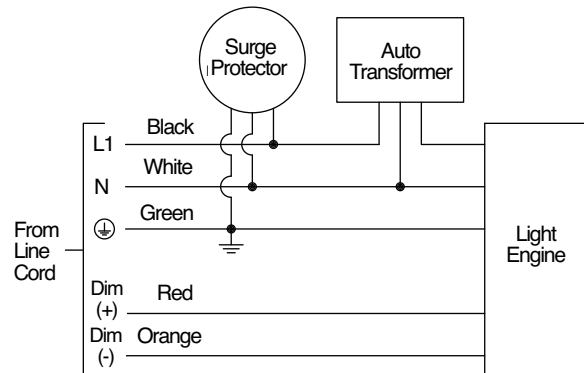 Surge
Protector
Auto
Transformer
L1 Black
N White
Green
From
Line
Cord
Light
Engine
Dim
(+)
Red
Dim
(-)
Orange